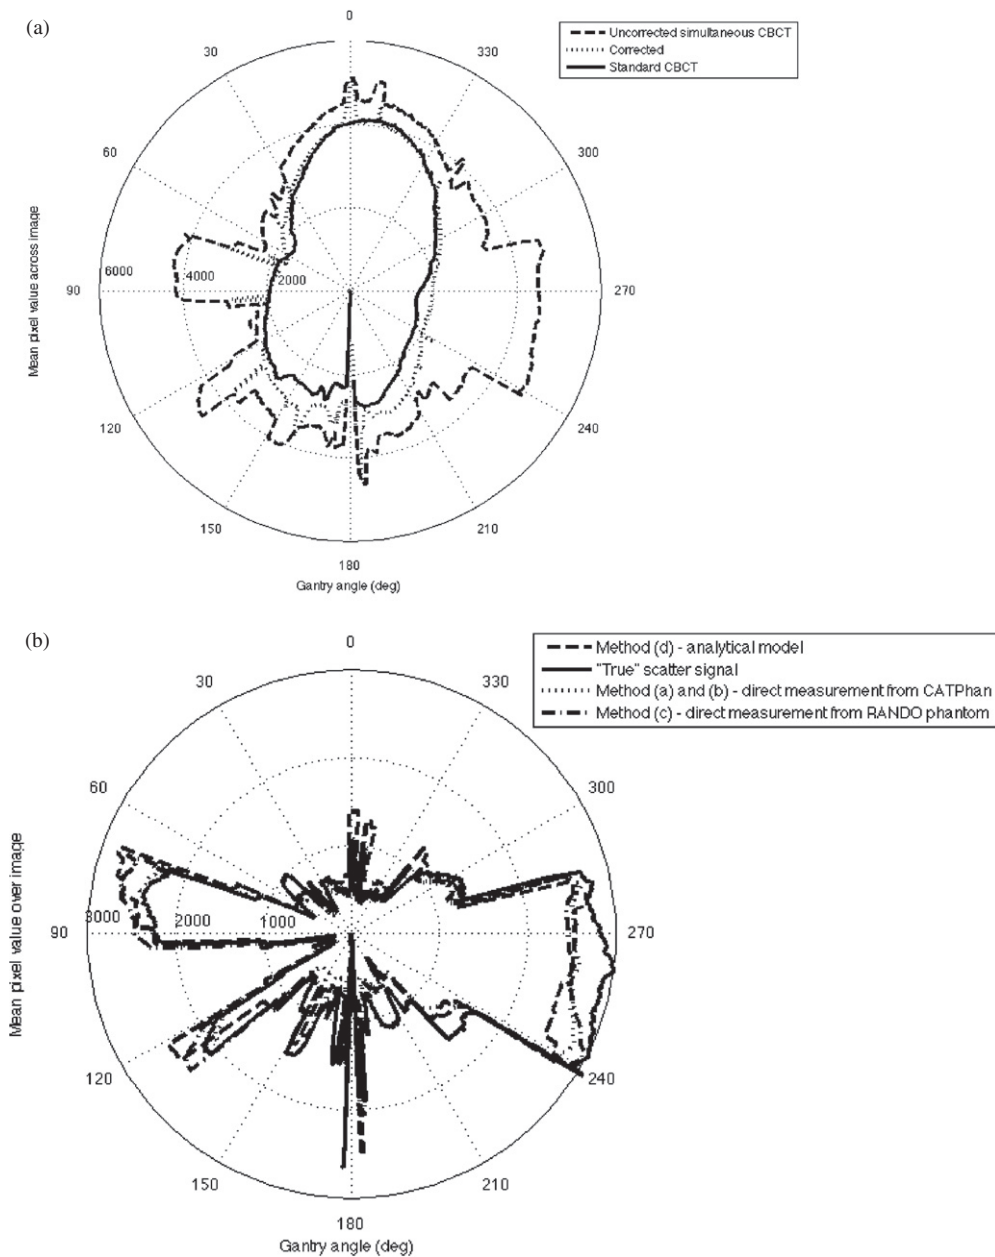 (a)
Uncorrected simultaneous CBCT
Corrected
Standard CBCT
0
30
330
60
300
90
6000
4000
2000
270
120
240
150
210
180
Mean pixel value across image
Gantry angle (deg)
(b)
Method (d) - analytical model
"True" scatter signal
Method (a) and (b) - direct measurement from CATPhan
Method (c) - direct measurement from RANDO phantom
0
30
330
60
300
90
3000
2000
1000
270
120
240
150
210
180
Mean pixel value over image
Gantry angle (deg)